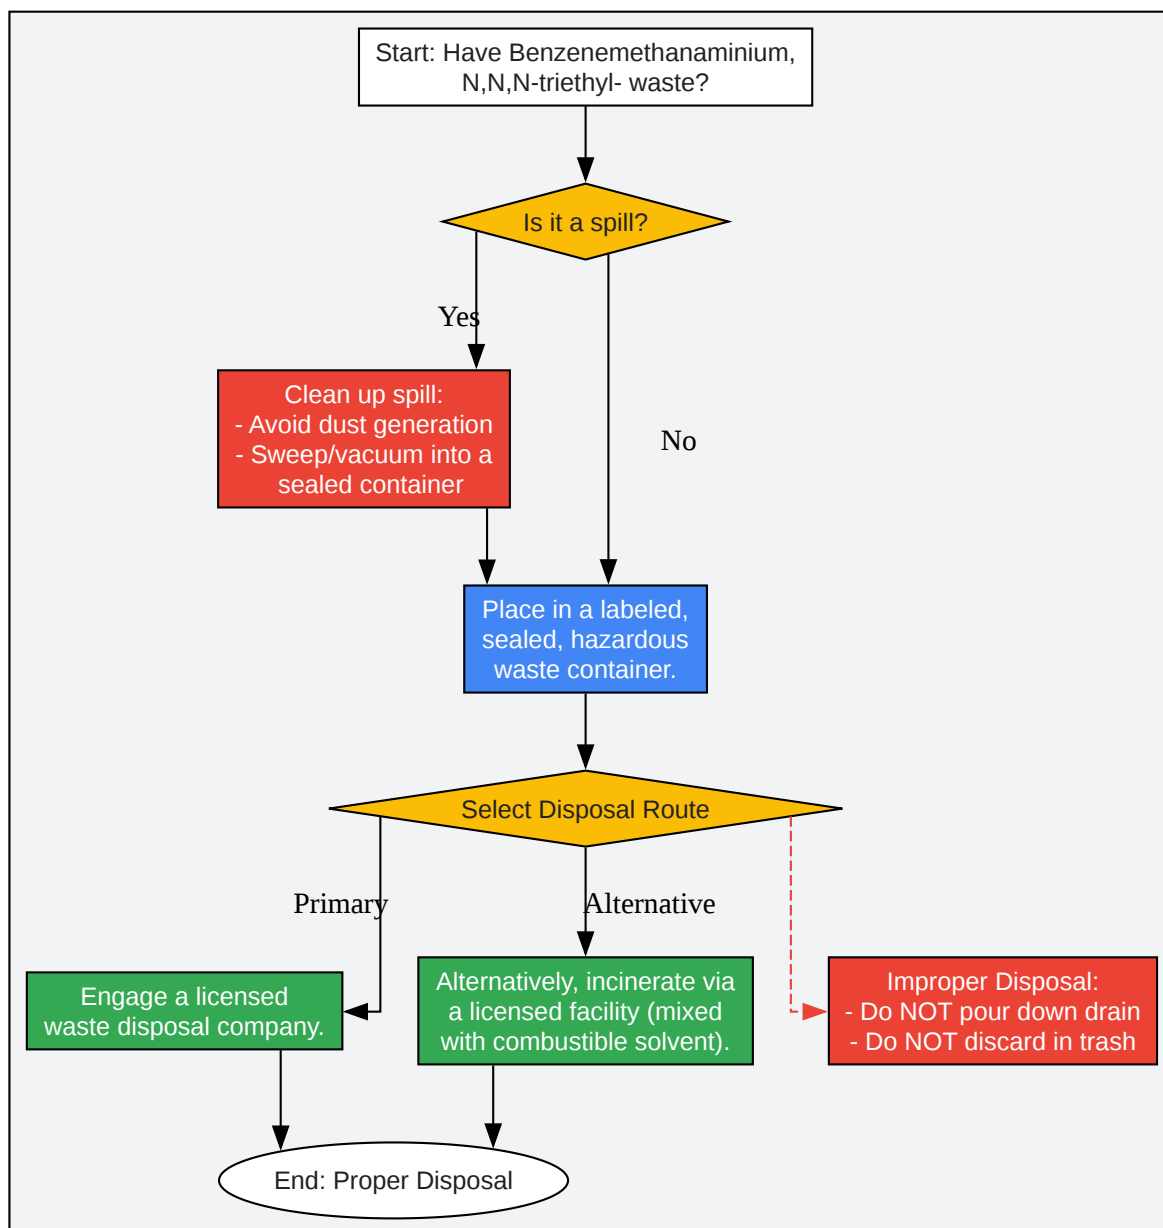 Start: Have Benzenemethanaminium,
N,N,N-triethyl- waste?
Is it a spill?
Yes
Clean up spill:
- Avoid dust generation
- Sweep/vacuum into a
sealed container
No
Place in a labeled,
sealed, hazardous
waste container.
Select Disposal Route
Primary
Alternative
Engage a licensed
waste disposal company.
Alternatively, incinerate via
a licensed facility (mixed
with combustible solvent).
Improper Disposal:
- Do NOT pour down drain
- Do NOT discard in trash
End: Proper Disposal